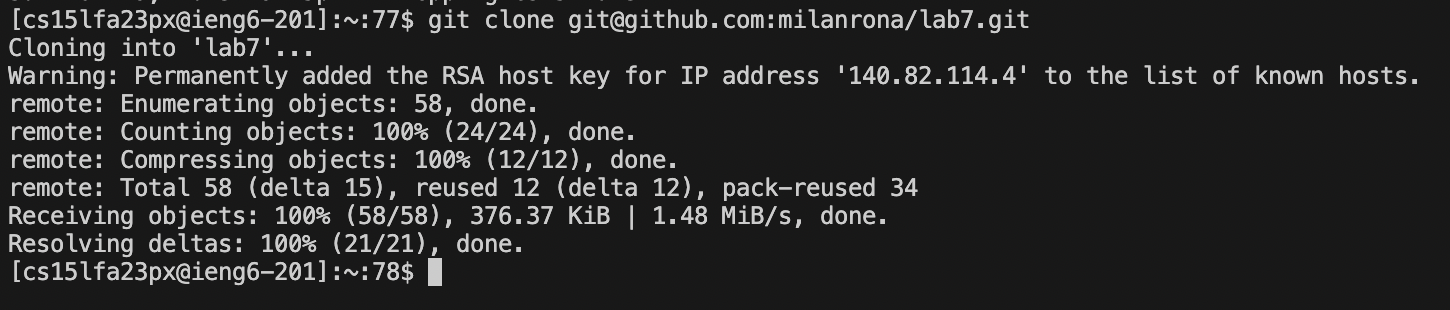 [cs15lfa23px@ieng6-201]:~:77$ git clone git@github.com:milanrona/lab7.git
Cloning into 'lab7'...
Warning: Permanently added the RSA host key for IP address '140.82.114.4' to the list of known hosts.
remote: Enumerating objects: 58, done.
remote: Counting objects: 100% (24/24), done.
remote: Compressing objects: 100% (12/12), done.
remote: Total 58 (delta 15), reused 12 (delta 12), pack-reused 34
Receiving objects: 100% (58/58), 376.37 KiB | 1.48 MiB/s, done.
Resolving deltas: 100% (21/21), done.
[cs15lfa23px@ieng6-201]:~:78$